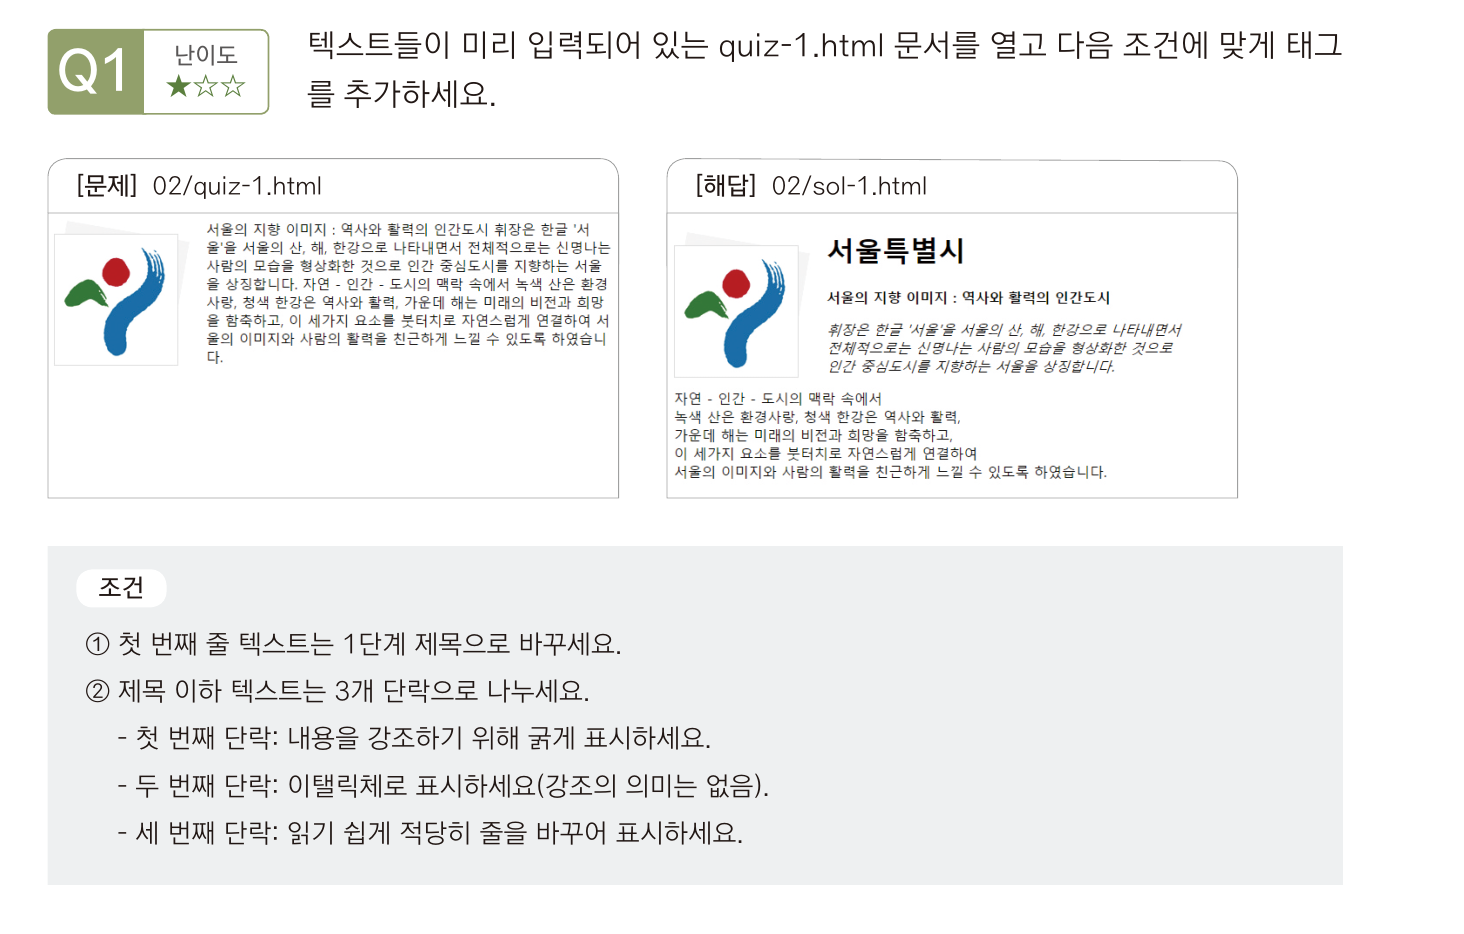 Q1
난이도
★☆☆
텍스트들이 미리 입력되어 있는 quiz-1.html 문서를 열고 다음 조건에 맞게 태그
를 추가하세요.
[문제] 02/quiz-1.html
서울의 지향 이미지 : 역사와 활력의 인간도시 휘장은 한글 '서
울'을 서울의 산, 해, 한강으로 나타내면서 전체적으로는 신명나는
사람의 모습을 형상화한 것으로 인간 중심도시를 지향하는 서울
을 상징합니다. 자연 - 인간 - 도시의 맥락 속에서 녹색 산은 환경
사랑, 청색 한강은 역사와 활력, 가운데 해는 미래의 비전과 희망
을 함축하고, 이 세가지 요소를 붓터치로 자연스럽게 연결하여 서
울의 이미지와 사람의 활력을 친근하게 느낄 수 있도록 하였습니
다.
[해답] 02/sol-1.html
서울특별시
서울의 지향 이미지 : 역사와 활력의 인간도시
휘장은 한글 '서울'을 서울의 산, 해, 한강으로 나타내면서
전체적으로는 신명나는 사람의 모습을 형상화한 것으로
인간 중심도시를 지향하는 서울을 상징합니다.
자연 - 인간 - 도시의 맥락 속에서
녹색 산은 환경사랑, 청색 한강은 역사와 활력,
가운데 해는 미래의 비전과 희망을 함축하고,
이 세가지 요소를 붓터치로 자연스럽게 연결하여
서울의 이미지와 사람의 활력을 친근하게 느낄 수 있도록 하였습니다.
조건
① 첫 번째 줄 텍스트는 1단계 제목으로 바꾸세요.
② 제목 이하 텍스트는 3개 단락으로 나누세요.
- 첫 번째 단락: 내용을 강조하기 위해 굵게 표시하세요.
- 두 번째 단락: 이탤릭체로 표시하세요(강조의 의미는 없음).
- 세 번째 단락: 읽기 쉽게 적당히 줄을 바꾸어 표시하세요.